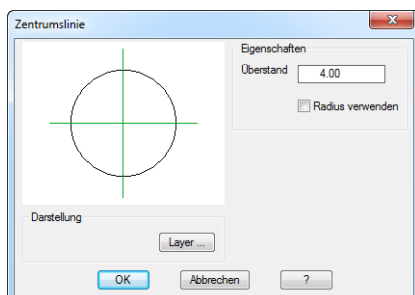 Zentrumslinie
Eigenschaften
Überstand 4.00
Radius verwenden
Darstellung
Layer ...
OK Abbrechen ?